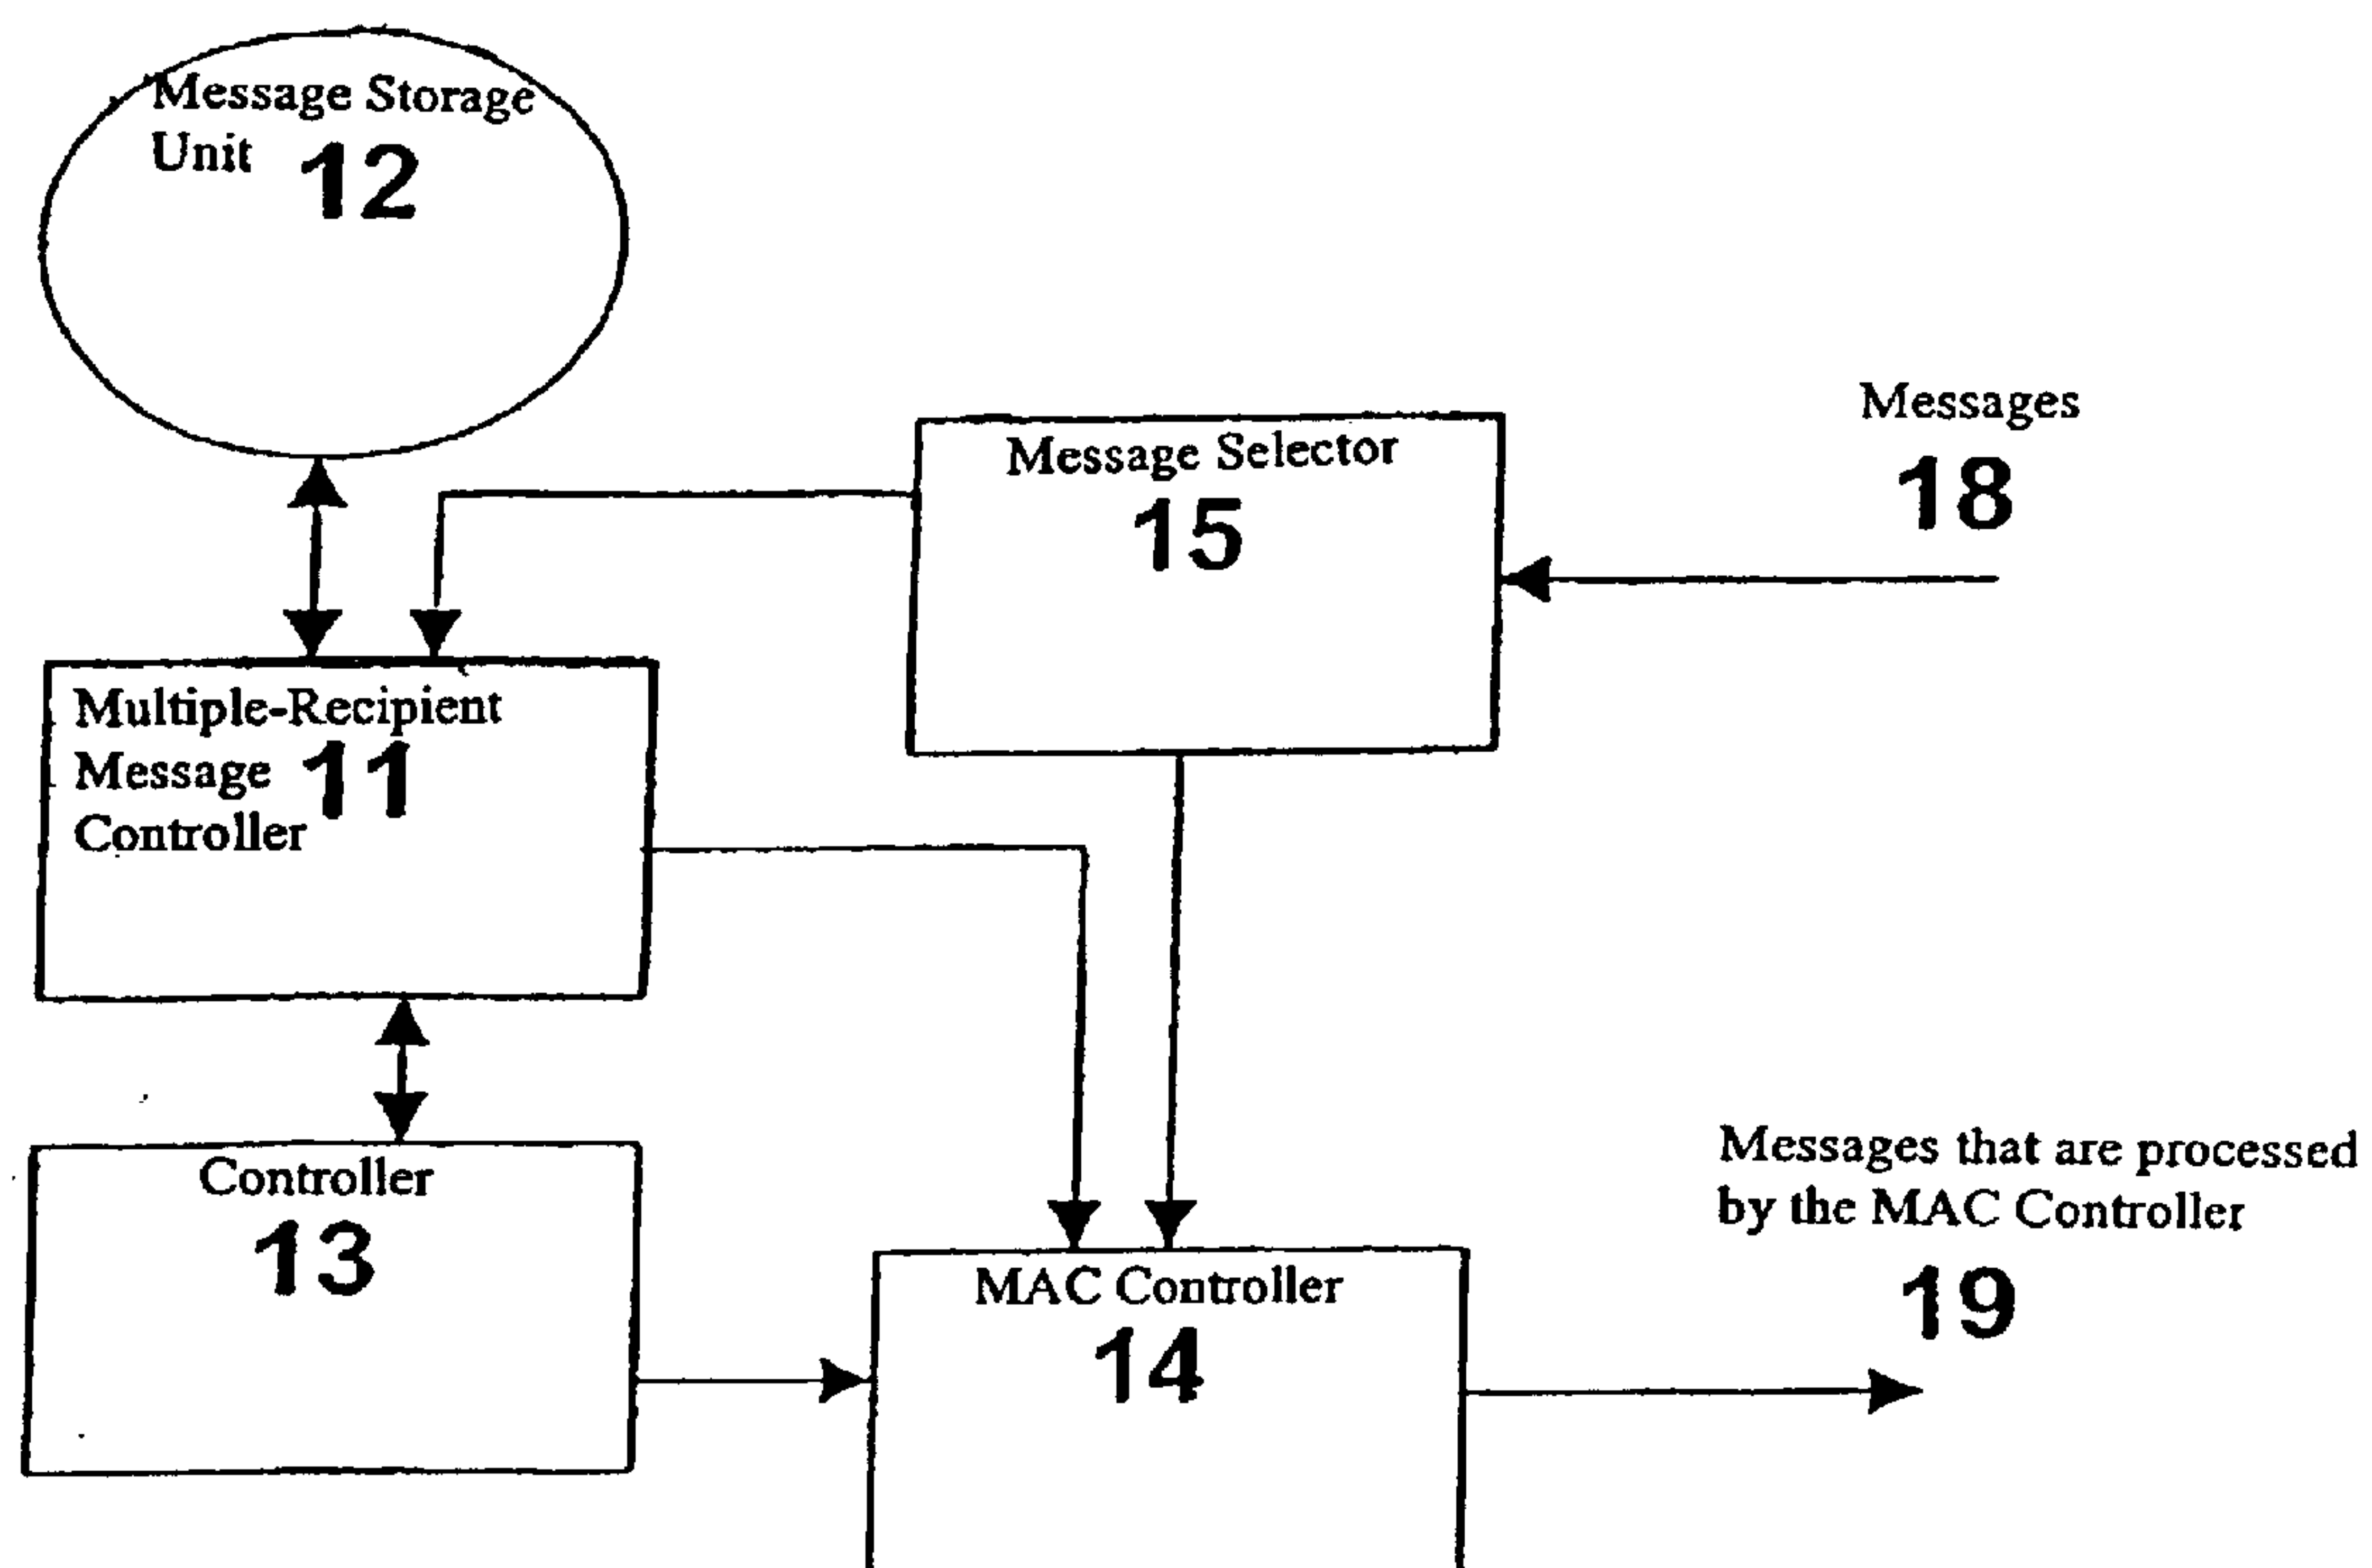 Message Storage
Unit 12
Messages
18
Message Selector
15
Multiple-Recipient
Message 11
Controller
Controller
13
Messages that are processed
by the MAC Controller
19
MAC Controller
14